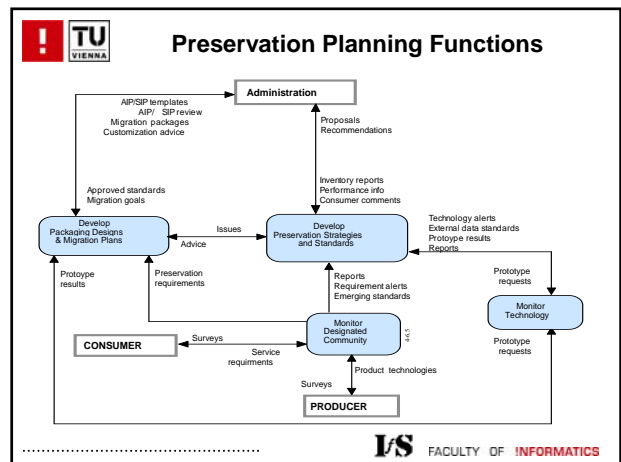 ! TU
VIENNA
Preservation Planning Functions
Administration
AIP/SIP templates
AIP/ SIP review
Migration packages
Customization advice
Proposals
Recommendations
Approved standards
Migration goals
Inventory reports
Performance info
Consumer comments
Develop
Packaging Designs
& Migration Plans
Issues
Advice
Develop
Preservation Strategies
and Standards
Technology alerts
External data standards
Protoype results
Reports
Protoype
results
Preservation
requirements
Reports
Requirement alerts
Emerging standards
Prototype
requests
Monitor
Technology
Prototype
requests
Monitor
Designated
Community
4-6.5
CONSUMER
Surveys
Service
requirments
Product technologies
Surveys
PRODUCER
IfS FACULTY OF !NFORMATICS